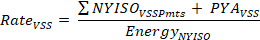 Rate_VSS = (∑ NYISO_VSSPmts + PYA_VSS) / Energy_NYISO